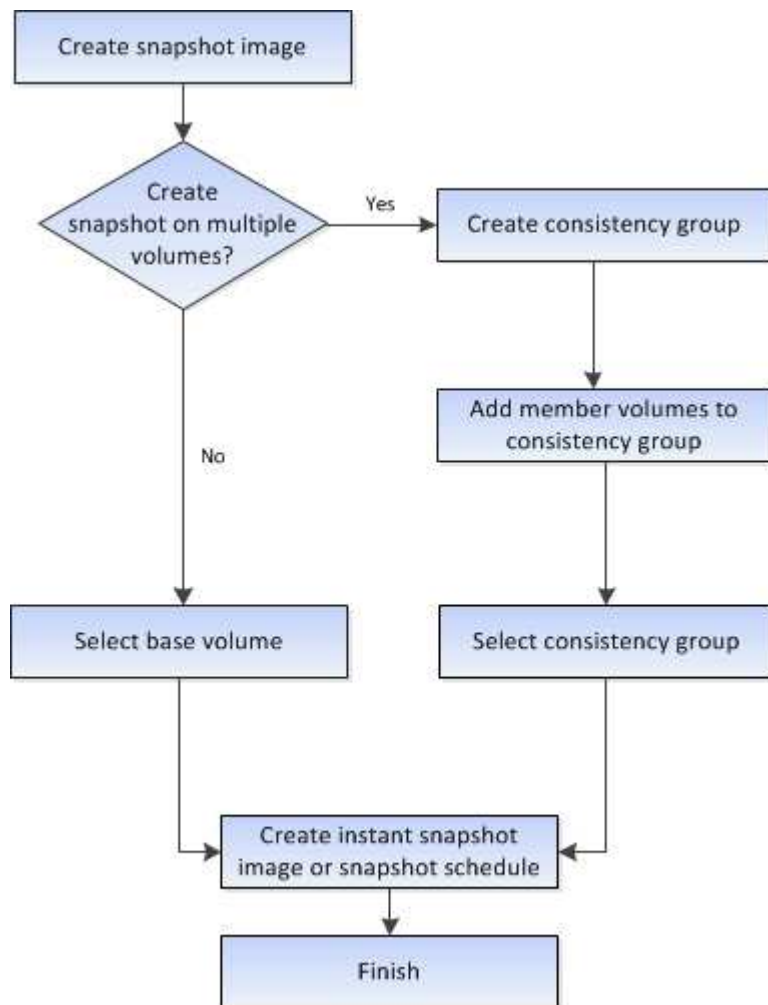 Create snapshot image
Create
snapshot on multiple
volumes?
Yes
Create consistency group
Add member volumes to
consistency group
No
Select base volume
Select consistency group
Create instant snapshot
image or snapshot schedule
Finish